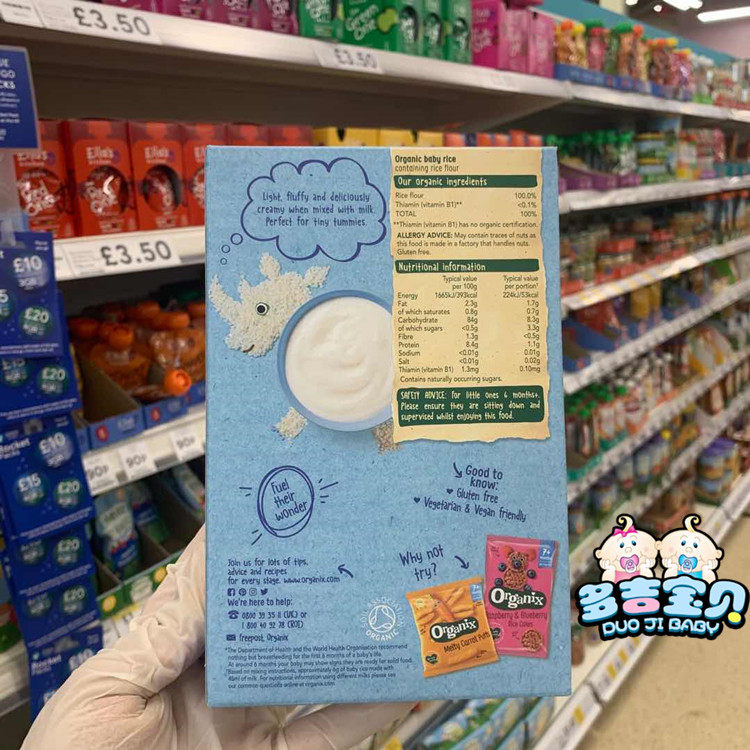 £3.50
£3.50
£3.50
Ella's
Ella's
£10
£20
£15
£20
£15
£20
£20
£20
90p
90p
Light, fluffy and deliciously
creamy when mixed with milk.
Perfect for tiny tummies.
Organic baby rice
containing rice flour
Our organic ingredients
Rice flour 100.0%
Thiamin (vitamin B1)** <0.1%
TOTAL 100%
**Thiamin (vitamin B1) has no organic certification.
ALLERGY ADVICE: May contain traces of nuts as
this food is made in a factory that handles nuts.
Gluten free.
Nutritional information
Typical value Typical value
per 100g per portion†
Energy 1665kJ/393kcal 224kJ/53kcal
Fat 2.3g 1.7g
of which saturates 0.8g 0.7g
Carbohydrate 84g 8.3g
of which sugars <0.5g 3.3g
Fibre 1.3g <0.5g
Protein 8.4g 1.1g
Sodium <0.01g 0.01g
Salt <0.01g 0.02g
Thiamin (vitamin B1) 1.3mg 0.10mg
Contains naturally occurring sugars.
SAFETY ADVICE: for little ones 6 months+.
Please ensure they are sitting down and
supervised whilst enjoying this food.
Fuel
their
wonder
Good to
know:
Gluten free
Vegetarian & Vegan friendly
Why not
try?
Join us for lots of tips,
advice and recipes
for every stage. www.organix.com
We're here to help:
0800 39 35 11 (UK) or
1 800 40 92 78 (ROI)
Freepost Organix
ORGANIC
Organix
Melty Carrot Puffs
7+
Organix
Raspberry & Blueberry
Rice Cakes
*The Department of Health and the World Health Organisation recommend
nothing but breastfeeding for the first 6 months of a baby's life.
At around 6 months your baby may show signs they are ready for solid food.
†Based on mixing instructions, approximately 6g of baby rice made with
48ml of milk. For nutritional information using different milks please see
our common questions online at organix.com.
多吉宝贝
DUO JI BABY